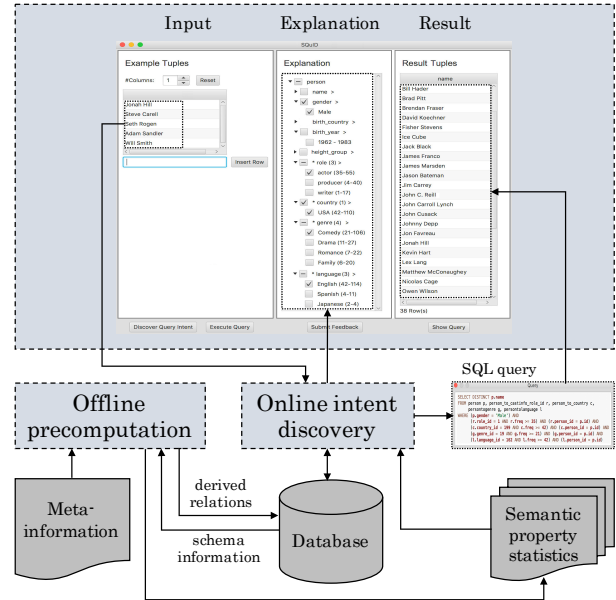 Input Explanation Result
SQuID
Example Tuples
#Columns: 1 Reset
Jonah Hill
Steve Carell
Seth Rogen
Adam Sandler
Will Smith
Insert Row
Discover Query Intent Execute Query
Explanation
person
name >
gender >
Male
birth_country >
birth_year >
1962 - 1983
height_group >
* role (3) >
actor (35-55)
producer (4-40)
writer (1-17)
* country (1) >
USA (42-110)
* genre (4) >
Comedy (21-106)
Drama (11-27)
Romance (7-22)
Family (6-20)
* language (3) >
English (42-114)
Spanish (4-11)
Japanese (2-4)
Submit Feedback
Result Tuples
name
Bill Hader
Brad Pitt
Brendan Fraser
David Koechner
Fisher Stevens
Ice Cube
Jack Black
James Franco
James Marsden
Jason Bateman
Jim Carrey
John C. Reill
John Carroll Lynch
John Cusack
Johnny Depp
Jon Favreau
Jonah Hill
Kevin Hart
Lex Lang
Matthew McConaughey
Nicolas Cage
Owen Wilson
38 Row(s)
Show Query
SQL query
Query
SELECT DISTINCT p.name
Offline
precomputation
Online intent
discovery
Meta-
information
derived
relations
schema
information
Database
Semantic
property
statistics